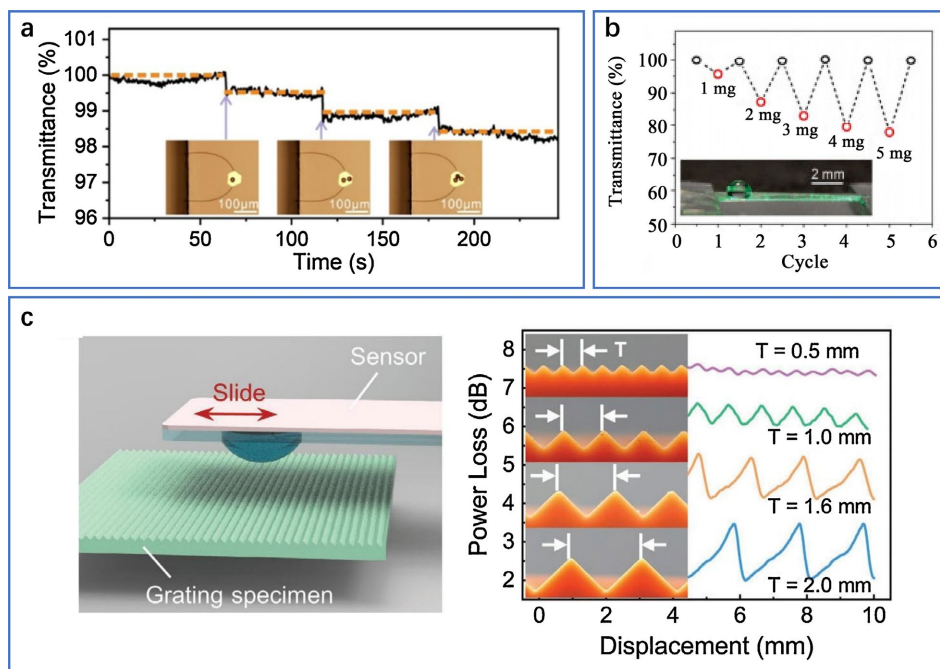 a
Transmittance (%)
101
100
99
98
97
96
100μm
100μm
100μm
0
50
100
150
200
Time (s)
b
Transmittance (%)
100
90
80
70
60
50
1 mg
2 mg
3 mg
4 mg
5 mg
2 mm
0
1
2
3
4
5
6
Cycle
c
Sensor
Slide
Grating specimen
Power Loss (dB)
8
7
6
5
4
3
2
T
T = 0.5 mm
T = 1.0 mm
T = 1.6 mm
T = 2.0 mm
0
2
4
6
8
10
Displacement (mm)